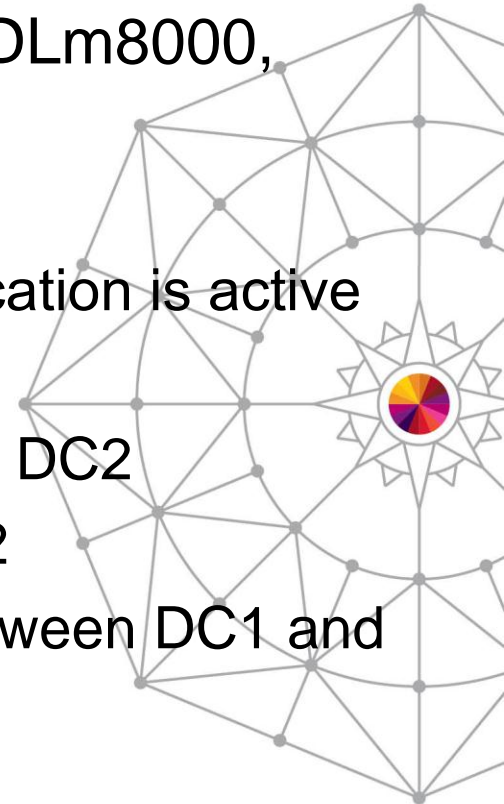 DLm8000,
cation is active
DC2
2
ween DC1 and